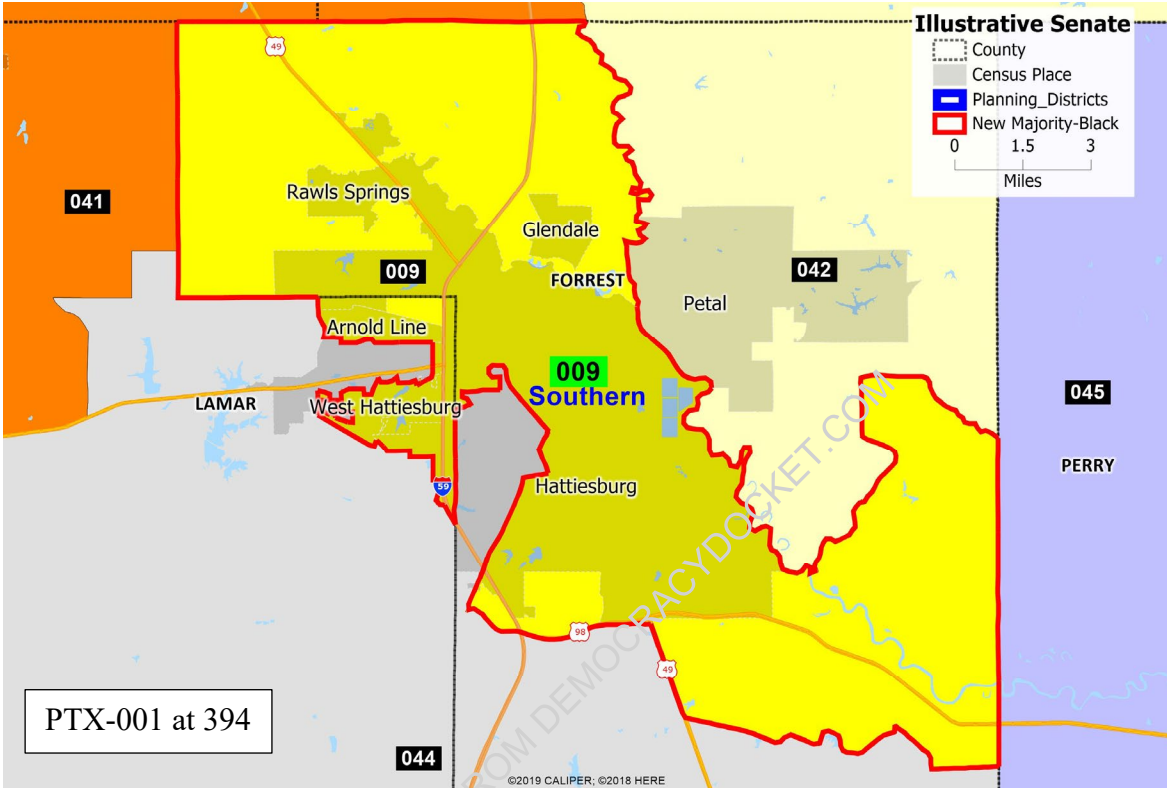 Illustrative Senate
County
Census Place
Planning_Districts
New Majority-Black
0 1.5 3
Miles
49
041
Rawls Springs
Glendale
009
FORREST
042
Petal
Arnold Line
009
Southern
LAMAR
West Hattiesburg
045
PERRY
59
Hattiesburg
98
49
PTX-001 at 394
044
ROM DEMOCRACYDOCKET.COM
©2019 CALIPER; ©2018 HERE